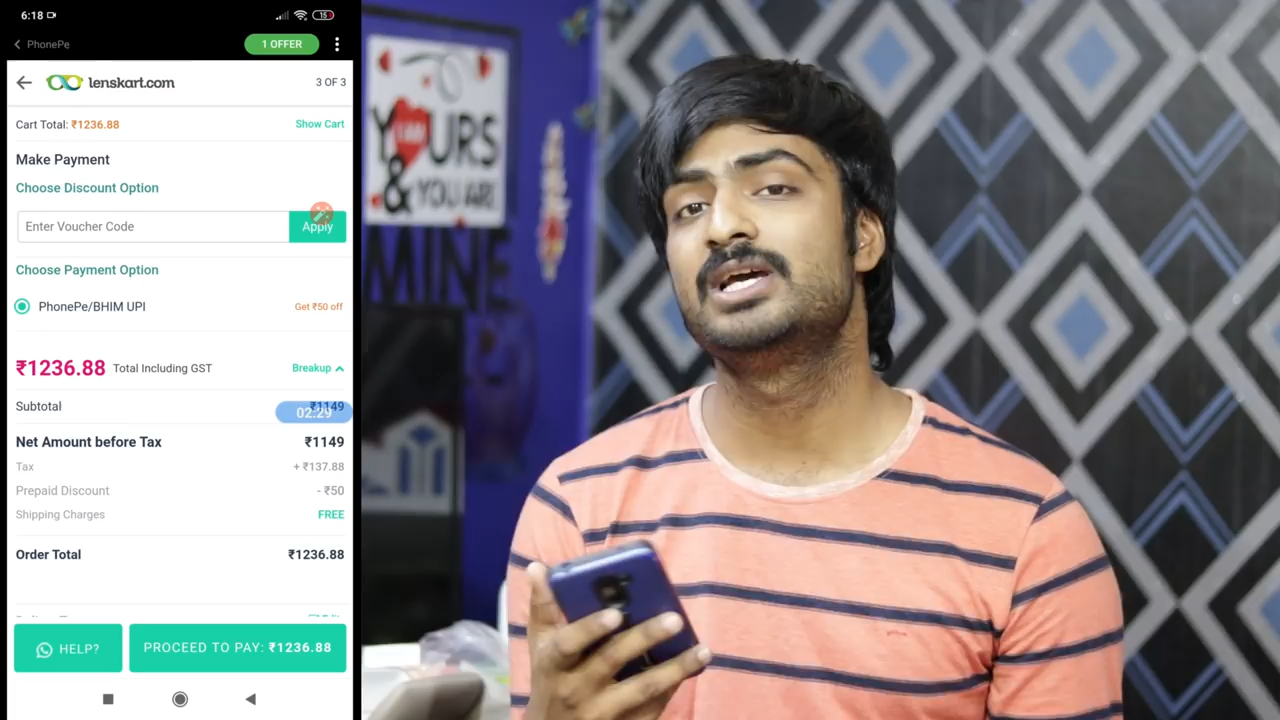 6:18
15
PhonePe
1 OFFER
lenskart.com
3 OF 3
Cart Total: ₹1236.88
Show Cart
Make Payment
Choose Discount Option
Enter Voucher Code
Apply
Choose Payment Option
PhonePe/BHIM UPI
Get ₹50 off
₹1236.88 Total Including GST
Breakup
Subtotal
₹1149
02:29
Net Amount before Tax
₹1149
Tax
+ ₹137.88
Prepaid Discount
- ₹50
Shipping Charges
FREE
Order Total
₹1236.88
HELP?
PROCEED TO PAY: ₹1236.88
I AM
YOURS
& YOU ARE
MINE